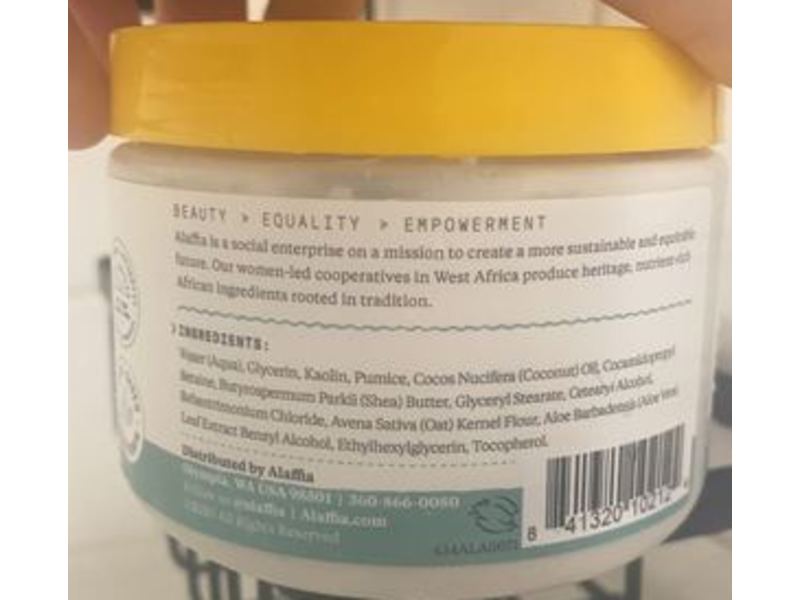 BEAUTY > EQUALITY > EMPOWERMENT
Alaffia is a social enterprise on a mission to create a more sustainable and equitable
future. Our women-led cooperatives in West Africa produce heritage, nutrient-rich
African ingredients rooted in tradition.
> INGREDIENTS:
Water (Aqua), Glycerin, Kaolin, Pumice, Cocos Nucifera (Coconut) Oil, Cocamidopropyl
Betaine, Butyrospermum Parkii (Shea) Butter, Glyceryl Stearate, Cetearyl Alcohol,
Behentrimonium Chloride, Avena Sativa (Oat) Kernel Flour, Aloe Barbadensis (Aloe Vera)
Leaf Extract Benzyl Alcohol, Ethylhexylglycerin, Tocopherol.
Distributed by Alaffia
Olympia, WA USA 98501 | 360-866-0080
@alaffia | Alaffia.com
All Rights Reserved
8 41320 10212